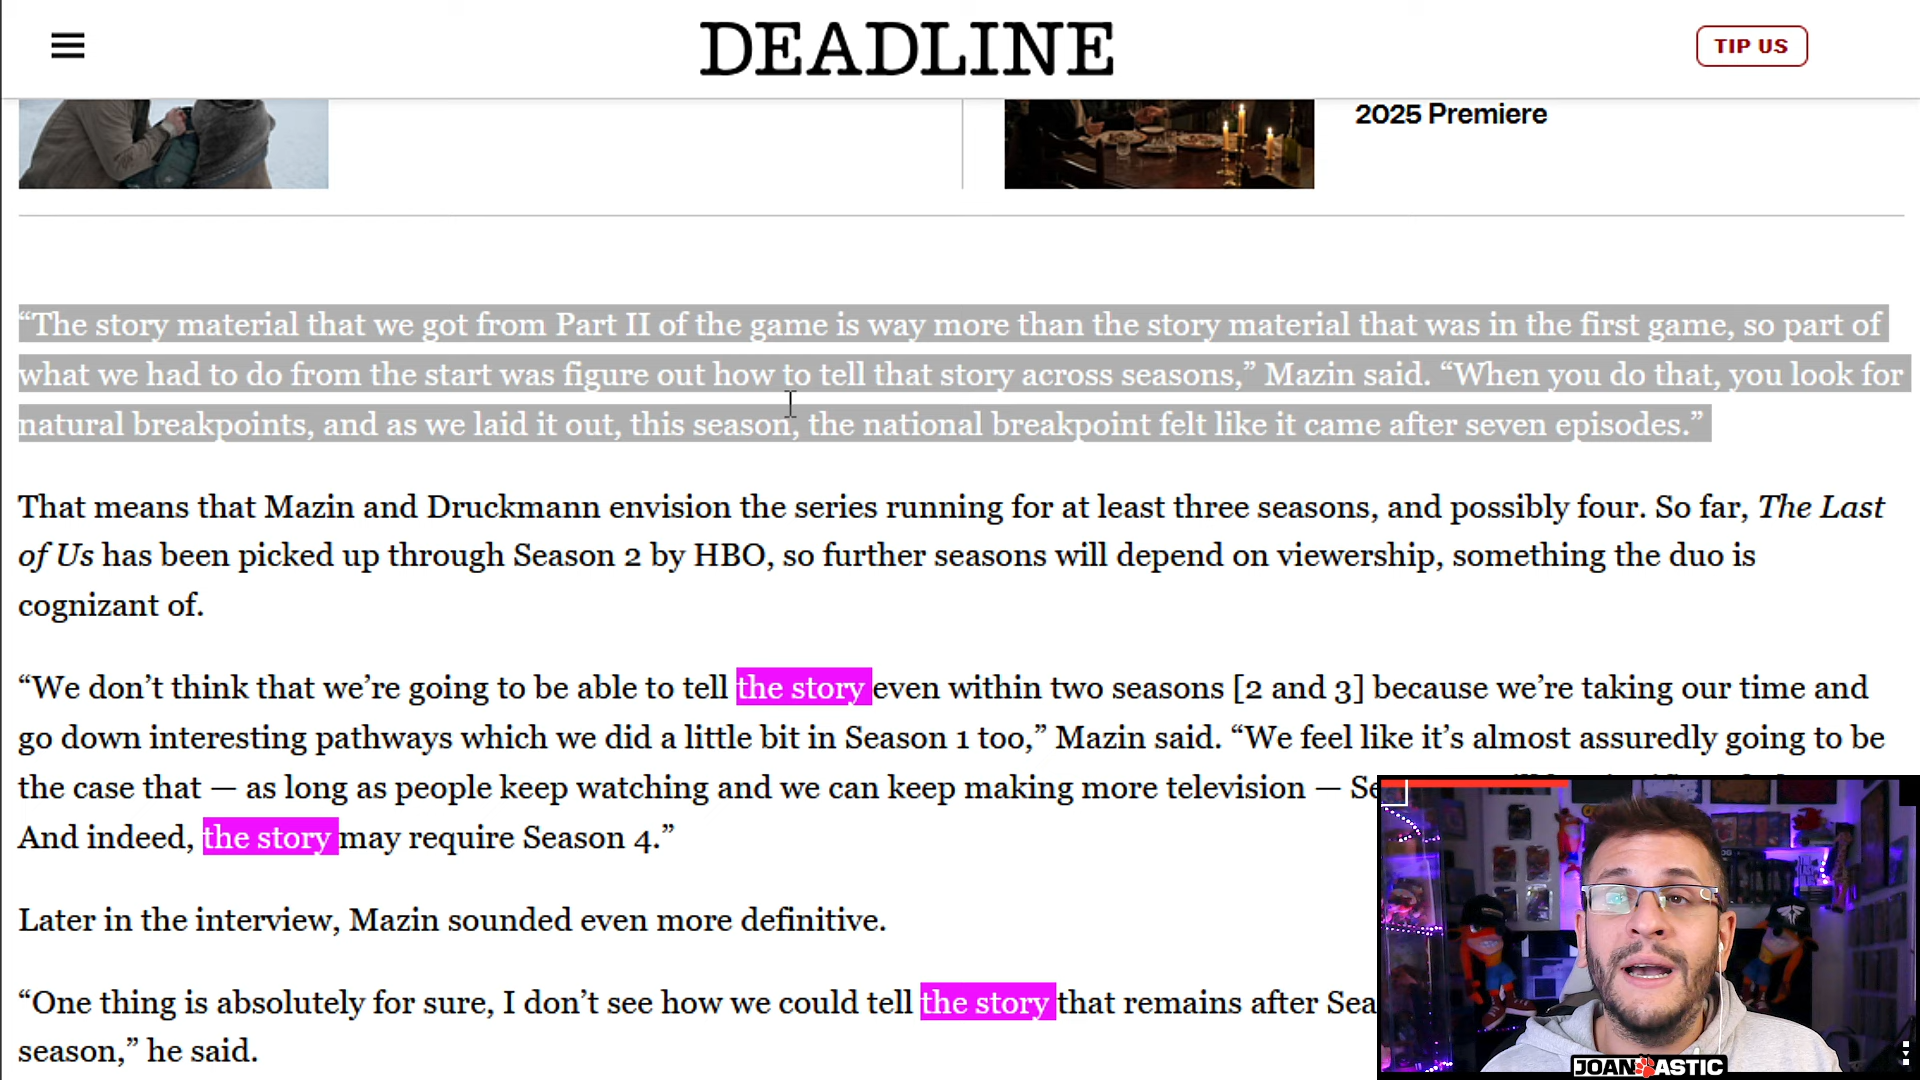 DEADLINE
TIP US
2025 Premiere
“The story material that we got from Part II of the game is way more than the story material that was in the first game, so part of
what we had to do from the start was figure out how to tell that story across seasons,” Mazin said. “When you do that, you look for
natural breakpoints, and as we laid it out, this season, the national breakpoint felt like it came after seven episodes.”
That means that Mazin and Druckmann envision the series running for at least three seasons, and possibly four. So far, The Last
of Us has been picked up through Season 2 by HBO, so further seasons will depend on viewership, something the duo is
cognizant of.
“We don’t think that we’re going to be able to tell the story even within two seasons [2 and 3] because we’re taking our time and
go down interesting pathways which we did a little bit in Season 1 too,” Mazin said. “We feel like it’s almost assuredly going to be
the case that — as long as people keep watching and we can keep making more television — Se
And indeed, the story may require Season 4.”
Later in the interview, Mazin sounded even more definitive.
“One thing is absolutely for sure, I don’t see how we could tell the story that remains after Sea
season,” he said.
JOANTASTIC